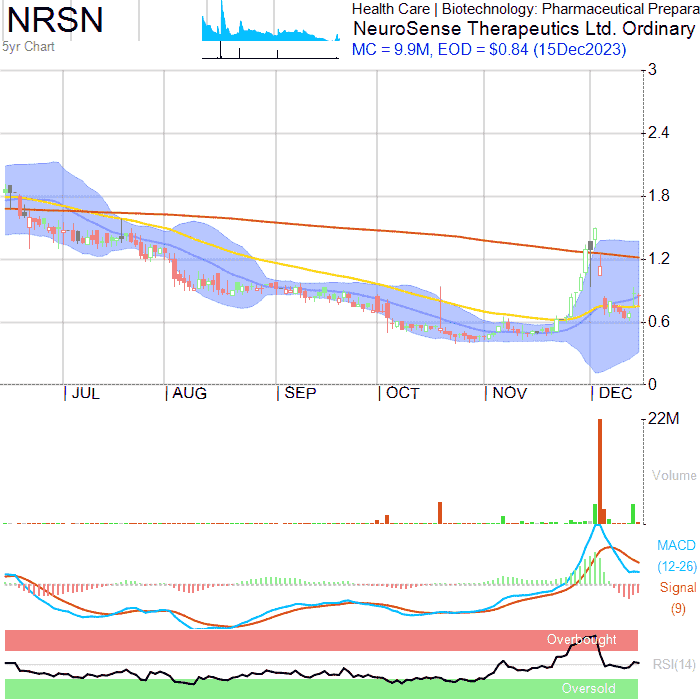 NRSN
5yr Chart
Health Care | Biotechnology: Pharmaceutical Prepara
NeuroSense Therapeutics Ltd. Ordinary
MC = 9.9M, EOD = $0.84 (15Dec2023)
3
2.4
1.8
1.2
0.6
0
JUL AUG SEP OCT NOV DEC
22M
Volume
MACD
(12-26)
Signal
(9)
Overbought
RSI(14)
Oversold